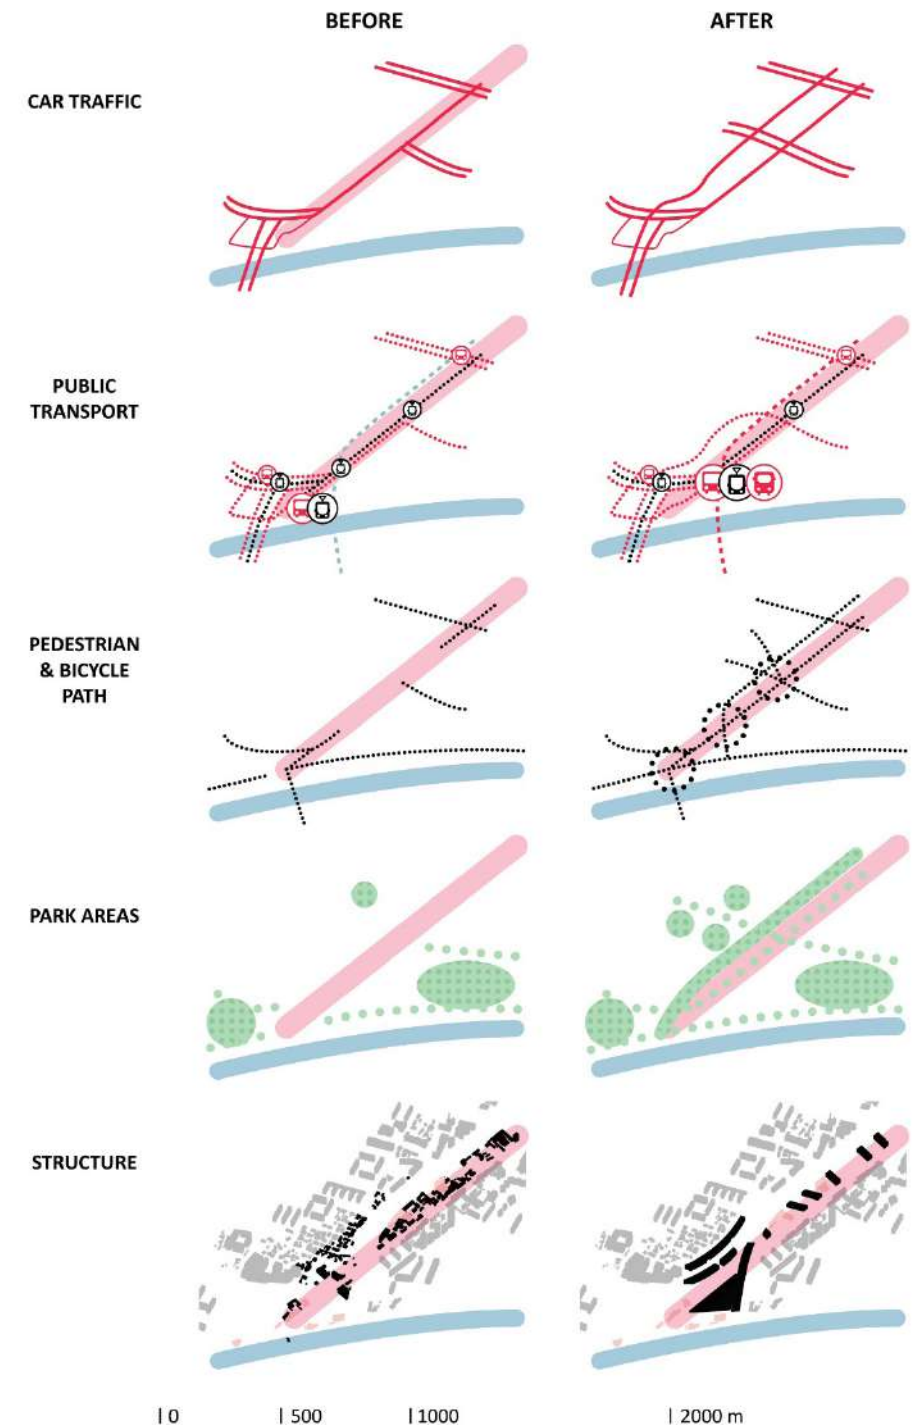 BEFORE
AFTER
CAR TRAFFIC
PUBLIC
TRANSPORT
PEDESTRIAN
& BICYCLE
PATH
PARK AREAS
STRUCTURE
| 0 | 500 | 1000 | 2000 m